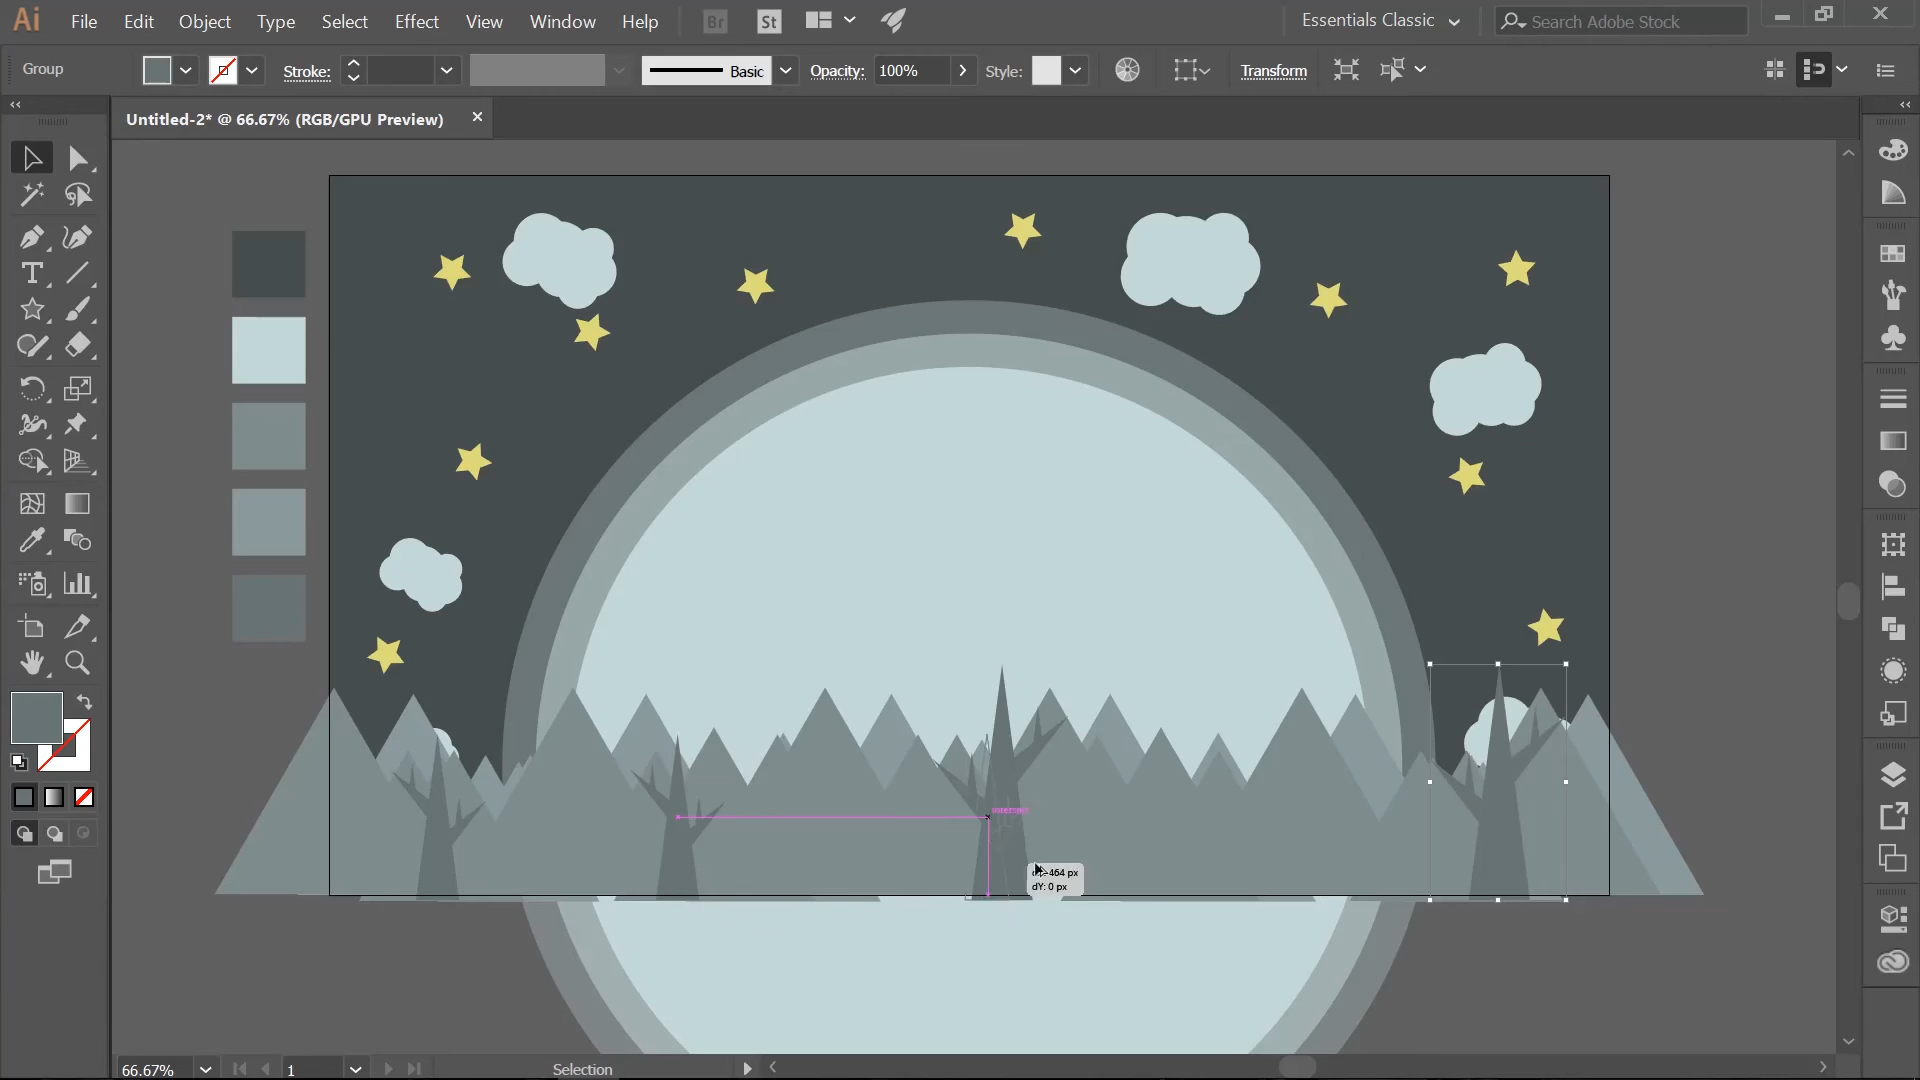 Ai File Edit Object Type Select Effect View Window Help Br St Essentials Classic Search Adobe Stock
Group Stroke: Basic Opacity: 100% Style: Transform
Untitled-2* @ 66.67% (RGB/GPU Preview)
dY: 0 px
66.67% 1 Selection